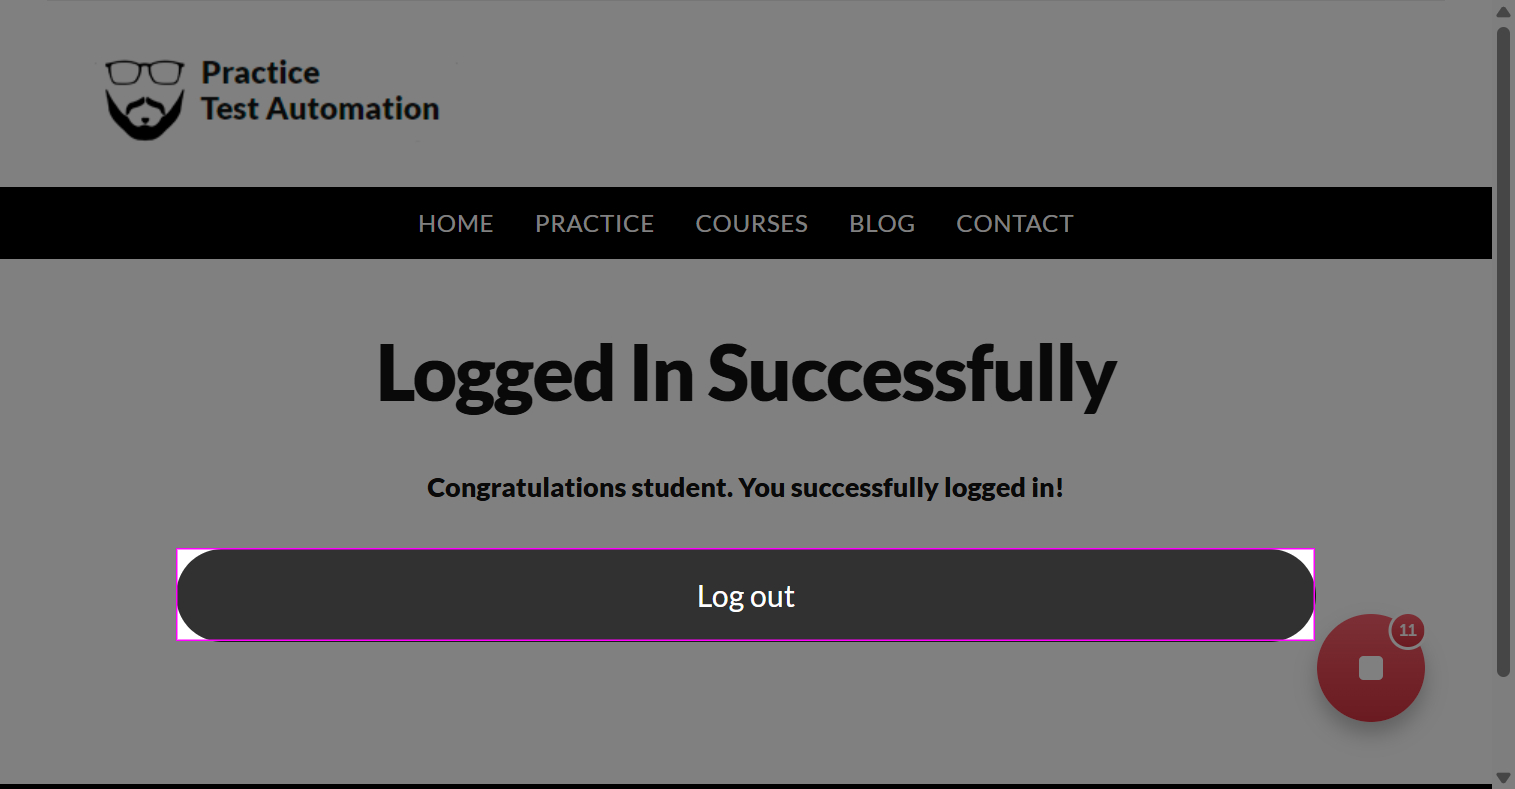 Practice
Test Automation
HOME PRACTICE COURSES BLOG CONTACT
Logged In Successfully
Congratulations student. You successfully logged in!
Log out
11